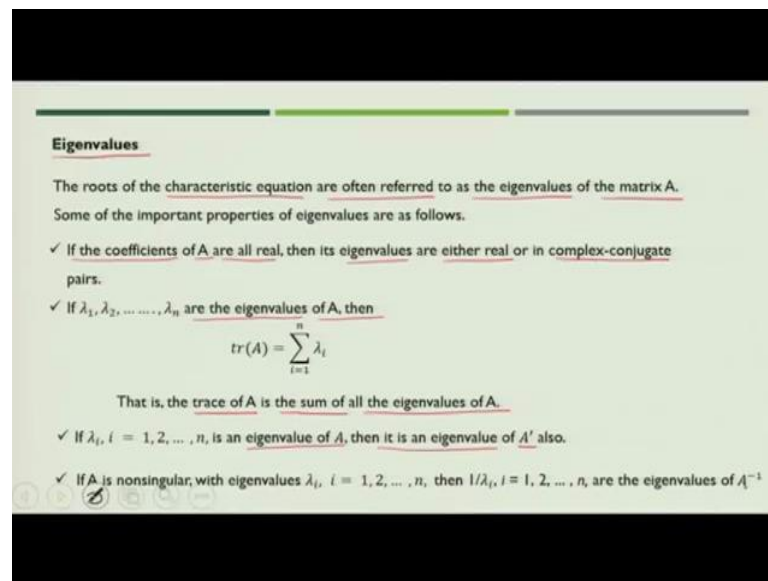 Eigenvalues
The roots of the characteristic equation are often referred to as the eigenvalues of the matrix A.
Some of the important properties of eigenvalues are as follows.
✓ If the coefficients of A are all real, then its eigenvalues are either real or in complex-conjugate
pairs.
✓ If λ₁, λ₂, ... ..., λₙ are the eigenvalues of A, then
tr(A) = ∑ᵢ₌₁ⁿ λᵢ
That is, the trace of A is the sum of all the eigenvalues of A.
✓ If λᵢ, i = 1, 2, ... , n, is an eigenvalue of A, then it is an eigenvalue of A′ also.
✓ If A is nonsingular, with eigenvalues λᵢ, i = 1, 2, ... , n, then 1/λᵢ, i = 1, 2, ... , n, are the eigenvalues of A⁻¹